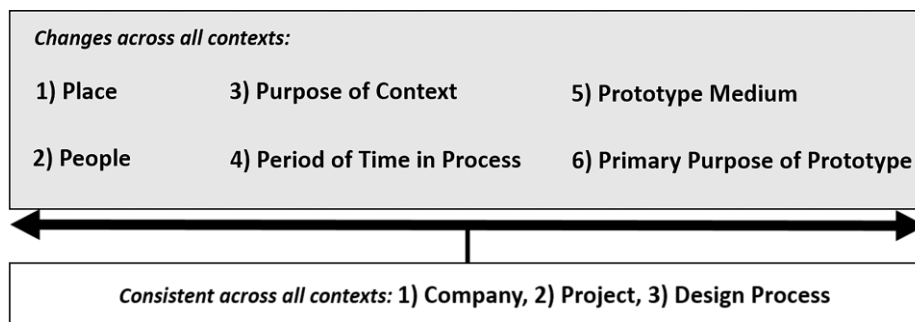 Changes across all contexts:
1) Place 3) Purpose of Context 5) Prototype Medium
2) People 4) Period of Time in Process 6) Primary Purpose of Prototype
Consistent across all contexts: 1) Company, 2) Project, 3) Design Process